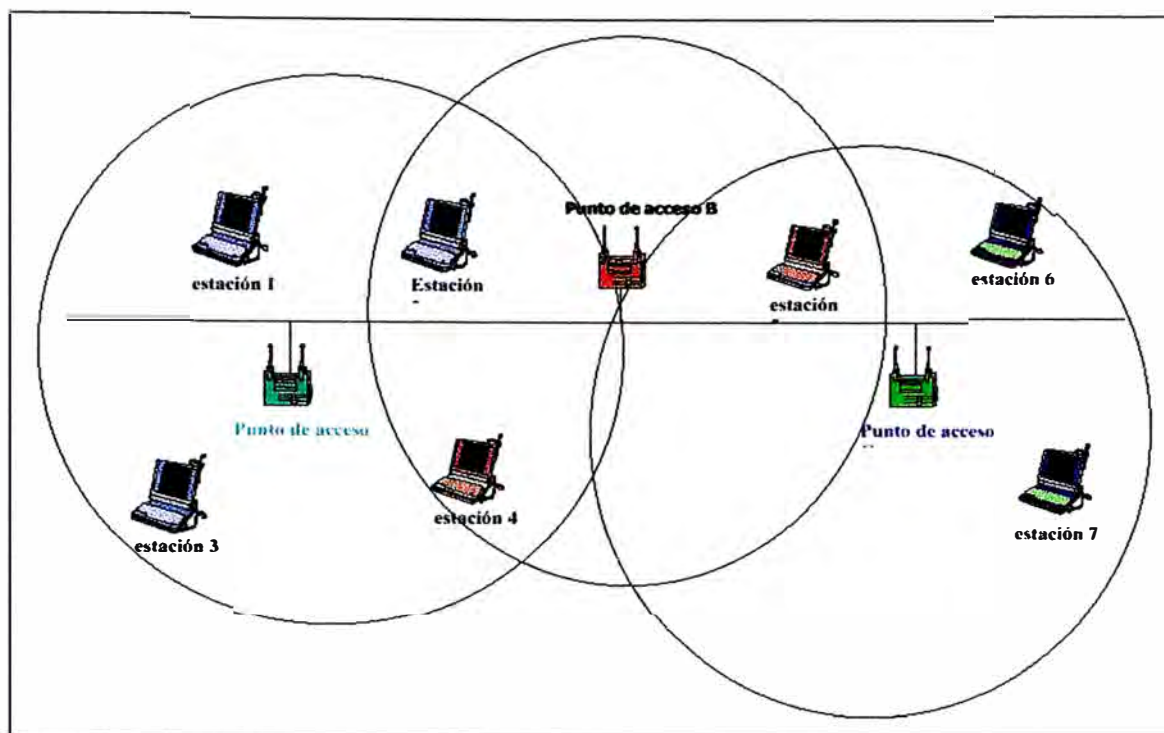 Punto de acceso B
estación 1
Estación
estación
estación 6
Punto de acceso
Punto de acceso
estación 3
estación 4
estación 7